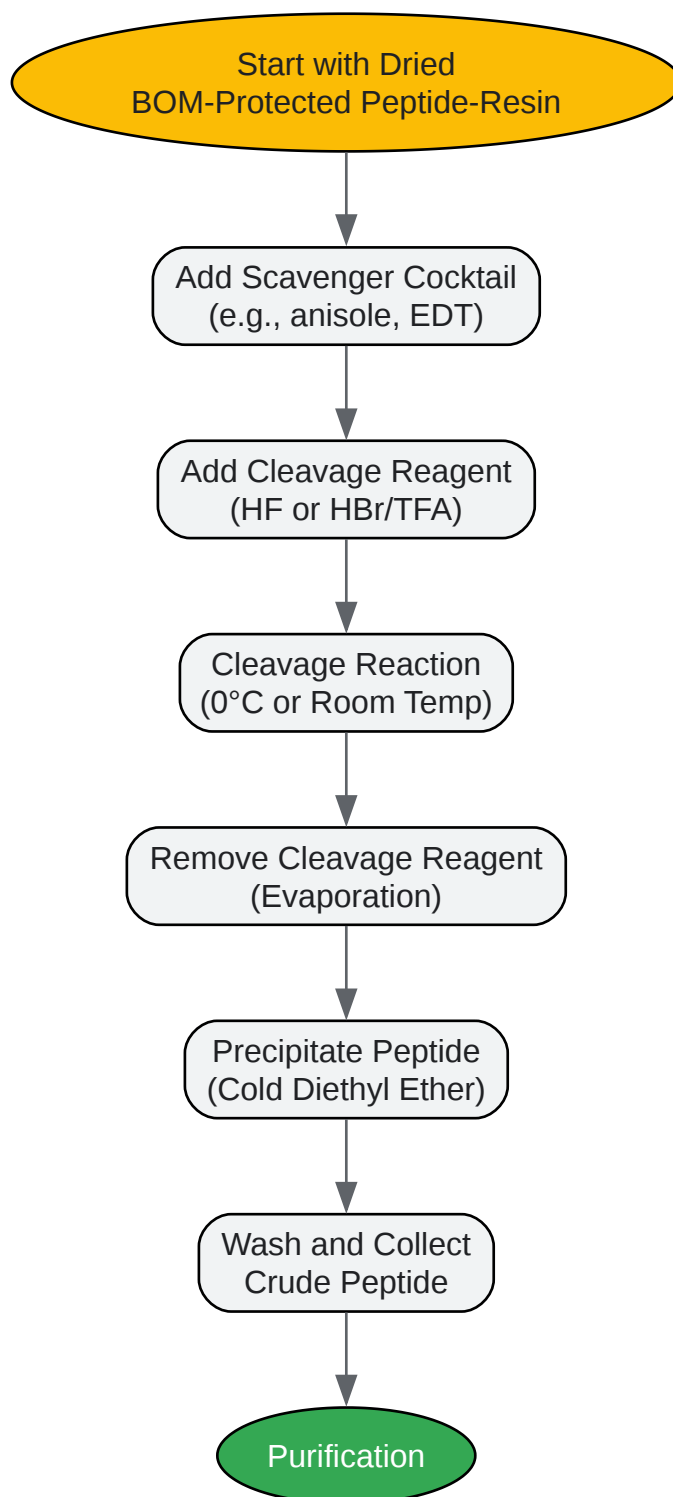 Start with Dried
BOM-Protected Peptide-Resin
Add Scavenger Cocktail
(e.g., anisole, EDT)
Add Cleavage Reagent
(HF or HBr/TFA)
Cleavage Reaction
(0°C or Room Temp)
Remove Cleavage Reagent
(Evaporation)
Precipitate Peptide
(Cold Diethyl Ether)
Wash and Collect
Crude Peptide
Purification